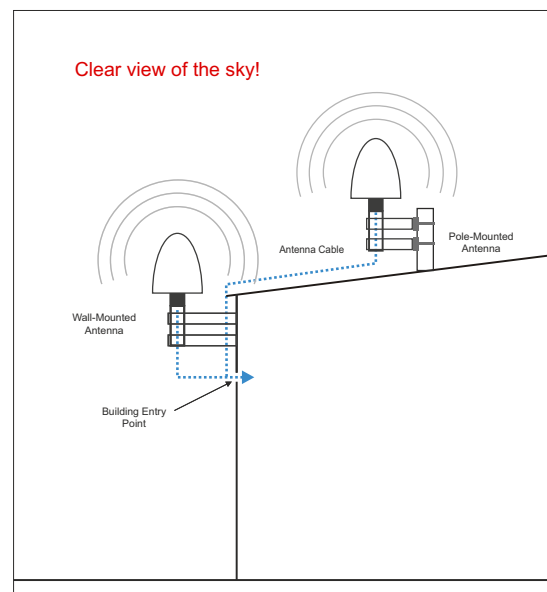 Clear view of the sky!
Antenna Cable
Pole-Mounted
Antenna
Wall-Mounted
Antenna
Building Entry
Point